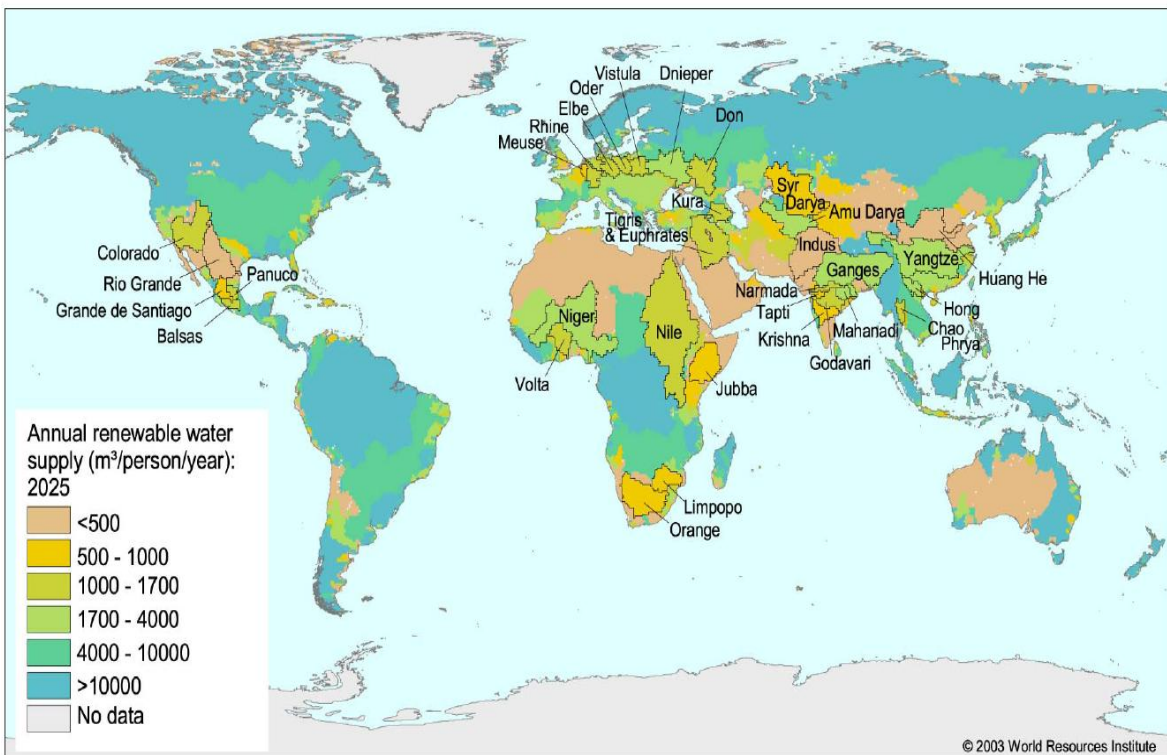 Vistula
Dnieper
Oder
Elbe
Don
Rhine
Meuse
Syr
Darya
Kura
Amu Darya
Tigris
& Euphrates
Indus
Colorado
Yangtze
Ganges
Rio Grande
Panuco
Huang He
Narmada
Grande de Santiago
Niger
Tapti
Hong
Nile
Balsas
Krishna
Mahanadi
Chao
Phrya
Godavari
Volta
Jubba
Limpopo
Orange
Annual renewable water
supply (m³/person/year):
2025
<500
500 - 1000
1000 - 1700
1700 - 4000
4000 - 10000
>10000
No data
© 2003 World Resources Institute